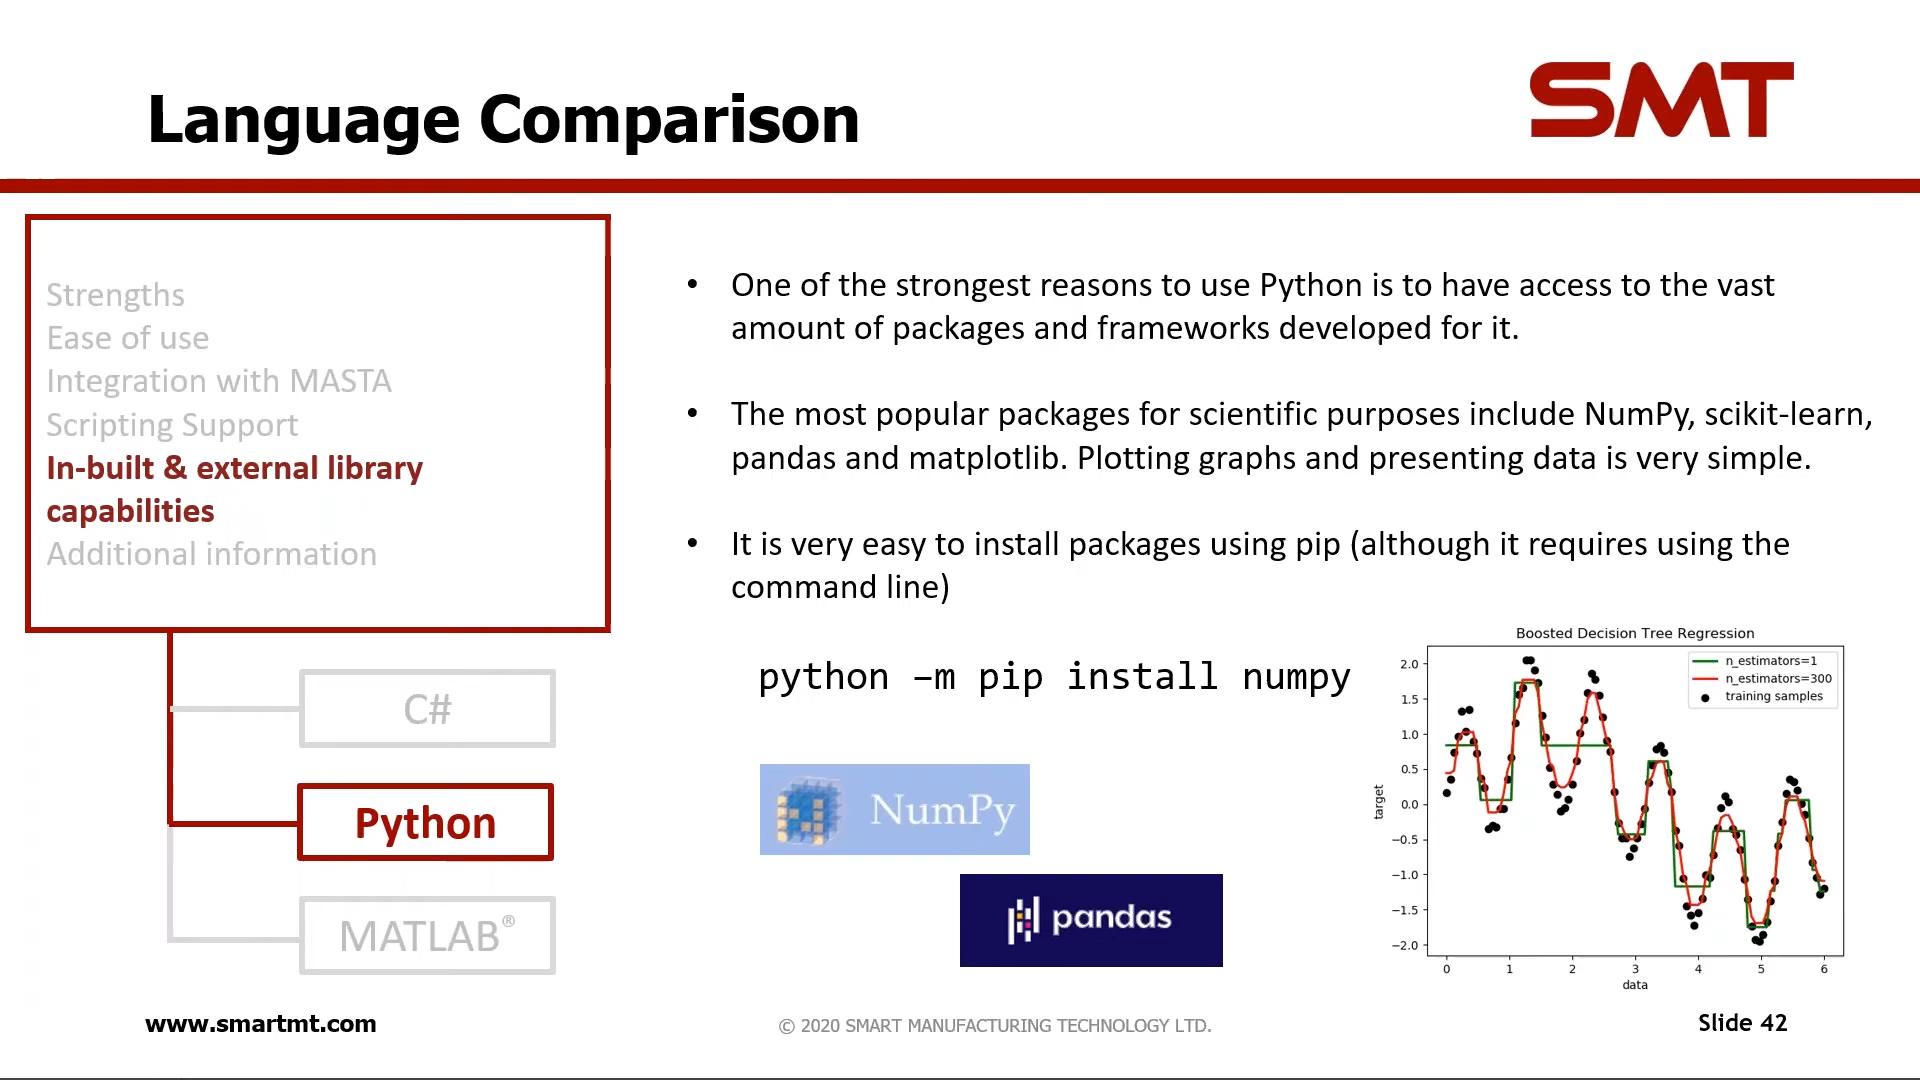 Language Comparison
SMT
Strengths
Ease of use
Integration with MASTA
Scripting Support
In-built & external library
capabilities
Additional information
C#
Python
MATLAB®
• One of the strongest reasons to use Python is to have access to the vast
amount of packages and frameworks developed for it.
• The most popular packages for scientific purposes include NumPy, scikit-learn,
pandas and matplotlib. Plotting graphs and presenting data is very simple.
• It is very easy to install packages using pip (although it requires using the
command line)
python –m pip install numpy
NumPy
pandas
Boosted Decision Tree Regression
n_estimators=1
n_estimators=300
training samples
target
2.0
1.5
1.0
0.5
0.0
−0.5
−1.0
−1.5
−2.0
0 1 2 3 4 5 6
data
www.smartmt.com
© 2020 SMART MANUFACTURING TECHNOLOGY LTD.
Slide 42